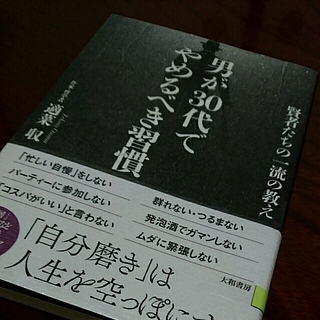 賢者たちの一流の教え
男が30代で
やめるべき習慣
適菜 収
「忙しい自慢」をしない
パーティーに参加しない
「コスパがいい」と言わない
群れない・つるまない
発泡酒でガマンしない
ムダに緊張しない
「自分磨き」は
人生を空っぽに
大和書房